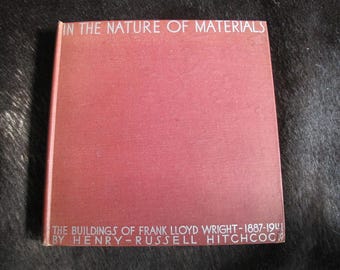 IN THE NATURE OF MATERIALS
THE BUILDINGS OF FRANK LLOYD WRIGHT-1887-1941
BY HENRY-RUSSELL HITCHCOCK